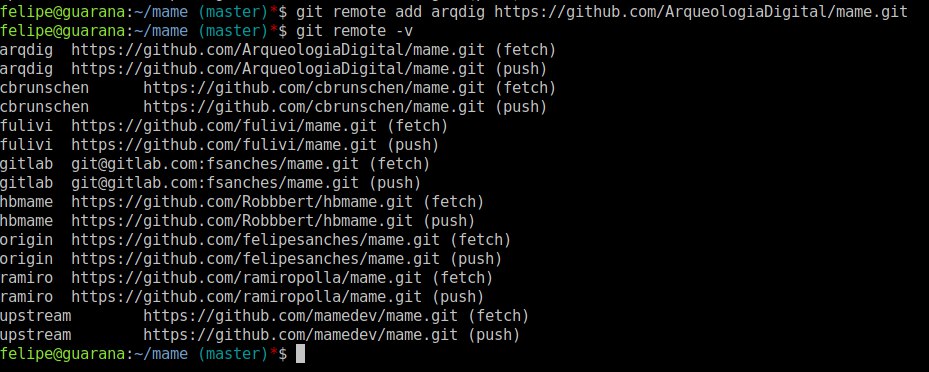 felipe@guarana:~/mame (master)*$ git remote add arqdig https://github.com/ArqueologiaDigital/mame.git
felipe@guarana:~/mame (master)*$ git remote -v
arqdig  https://github.com/ArqueologiaDigital/mame.git (fetch)
arqdig  https://github.com/ArqueologiaDigital/mame.git (push)
cbrunschen      https://github.com/cbrunschen/mame.git (fetch)
cbrunschen      https://github.com/cbrunschen/mame.git (push)
fulivi  https://github.com/fulivi/mame.git (fetch)
fulivi  https://github.com/fulivi/mame.git (push)
gitlab  git@gitlab.com:fsanches/mame.git (fetch)
gitlab  git@gitlab.com:fsanches/mame.git (push)
hbmame  https://github.com/Robbbert/hbmame.git (fetch)
hbmame  https://github.com/Robbbert/hbmame.git (push)
origin  https://github.com/felipesanches/mame.git (fetch)
origin  https://github.com/felipesanches/mame.git (push)
ramiro  https://github.com/ramiropolla/mame.git (fetch)
ramiro  https://github.com/ramiropolla/mame.git (push)
upstream        https://github.com/mamedev/mame.git (fetch)
upstream        https://github.com/mamedev/mame.git (push)
felipe@guarana:~/mame (master)*$